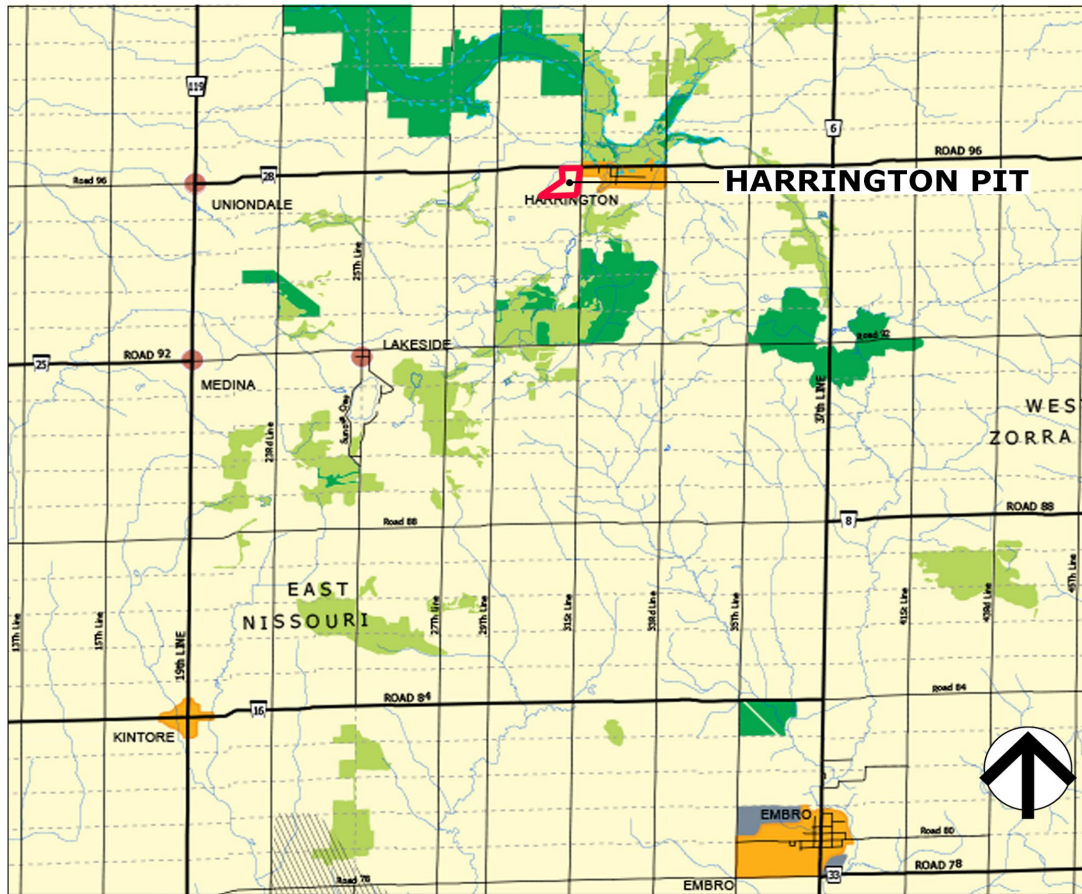 119
6
ROAD 96
Road 96
28
HARRINGTON PIT
UNIONDALE
HARRINGTON
25Th Line
Road 92
LAKESIDE
ROAD 92
25
MEDINA
37th LINE
WES
ZORRA
23Rd Line
ROAD 88
Road 88
8
EAST
NISSOURI
13Th Line
15Th Line
19th LINE
27Th Line
29Th Line
31St Line
33Rd Line
35Th Line
41St Line
43Rd Line
45Th Line
ROAD 84
Road 84
16
KINTORE
EMBRO
Road 80
ROAD 78
Road 78
33
EMBRO